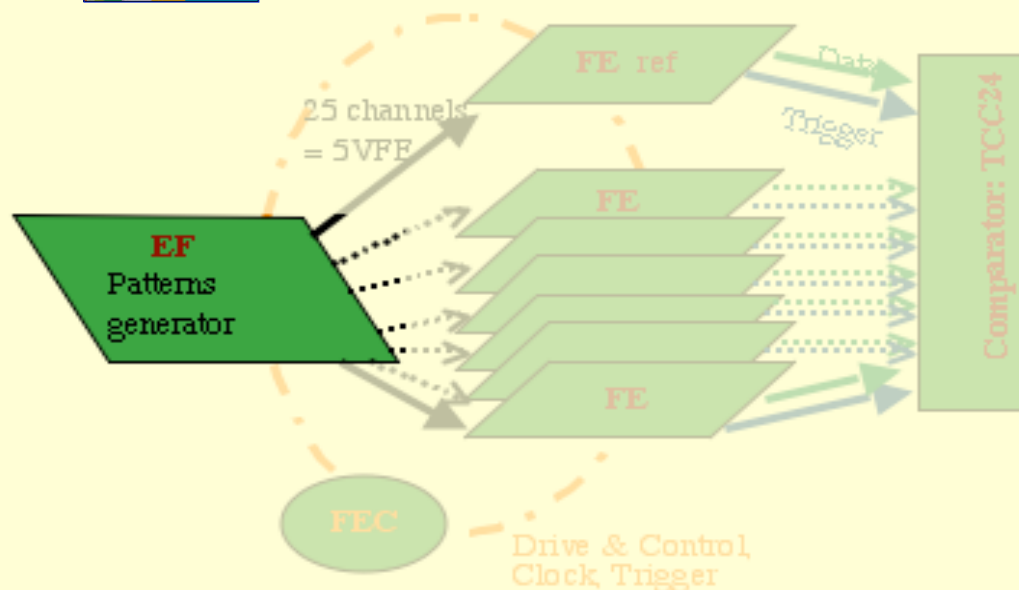 FE ref
Data
25 channels
= 5VFE
Trigger
FE
EF
Patterns
generator
Comparator: TCC24
FE
FEC
Drive & Control,
Clock, Trigger